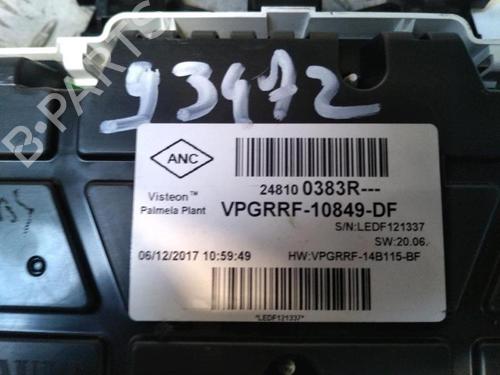 B-PARTS
93472
ANC
24810 0383R---
Visteon™
Palmela Plant
VPGRRF-10849-DF
S/N:LEDF121337
SW:20.06.
06/12/2017 10:59:49
HW:VPGRRF-14B115-BF
*LEDF121337*